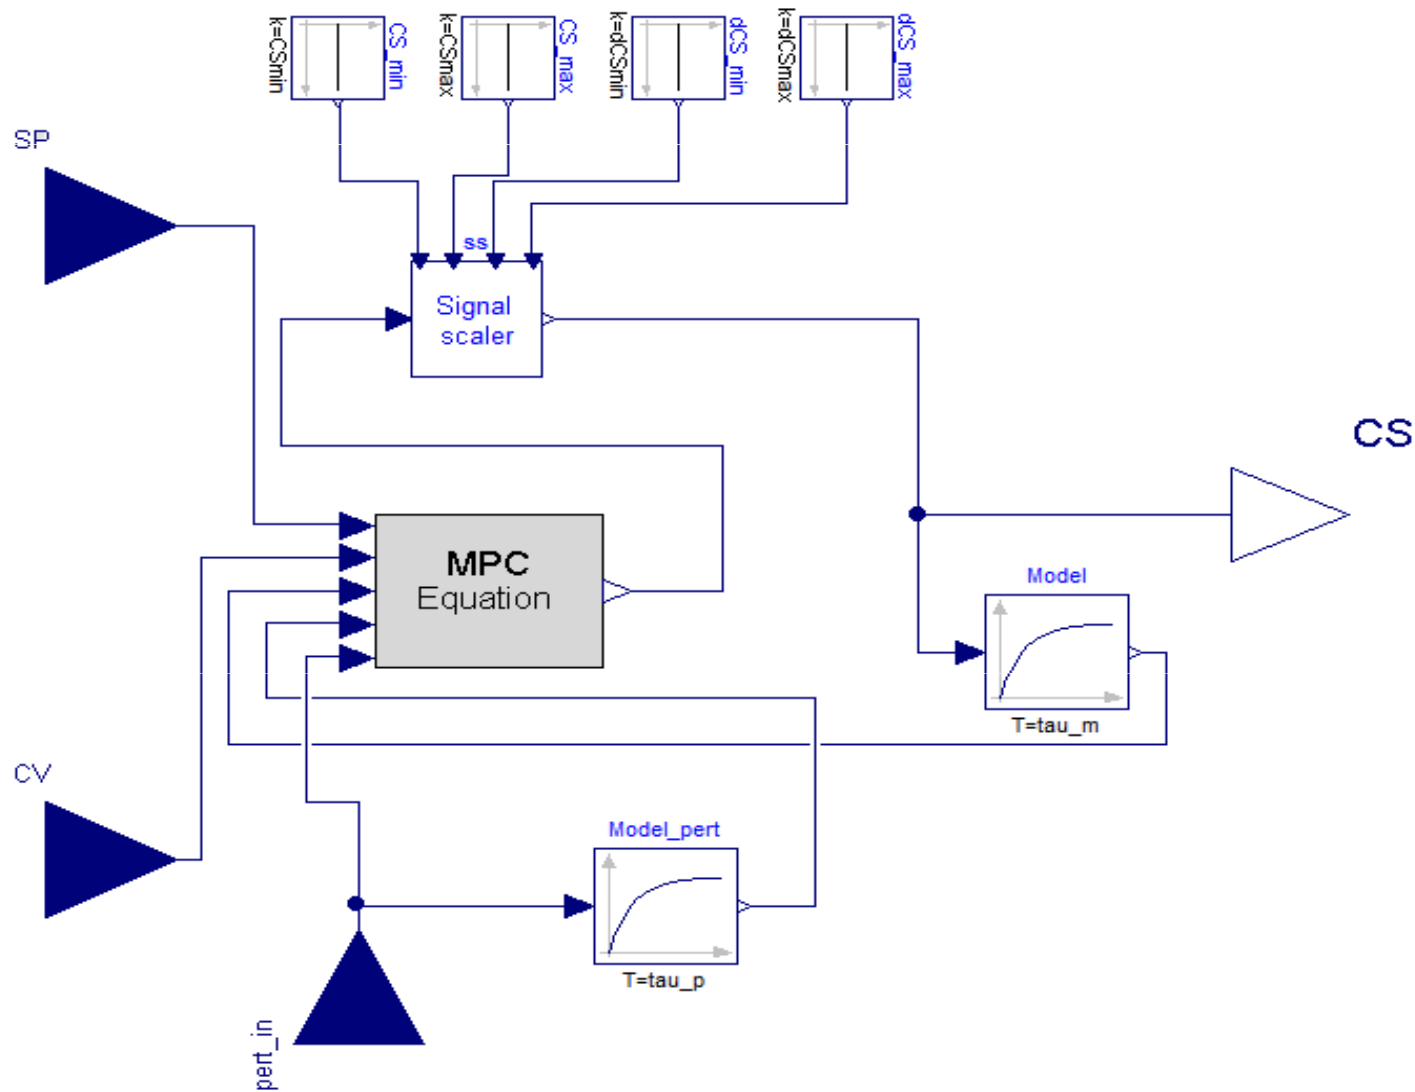 CS_min
k=CSmin
CS_max
k=CSmax
dCS_min
k=dCSmin
dCS_max
k=dCSmax
SP
ss
Signal
scaler
CS
MPC
Equation
Model
T=tau_m
CV
Model_pert
T=tau_p
pert_in